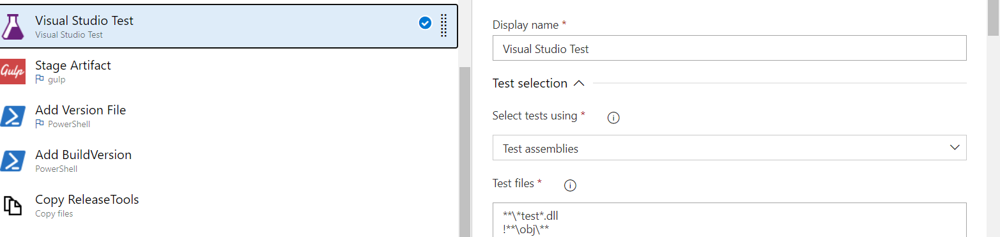 Visual Studio Test
Visual Studio Test
Gulp
Stage Artifact
gulp
Add Version File
PowerShell
Add BuildVersion
PowerShell
Copy ReleaseTools
Copy files
Display name *
Visual Studio Test
Test selection
Select tests using *
Test assemblies
Test files *
**\*test*.dll
!**\obj\**